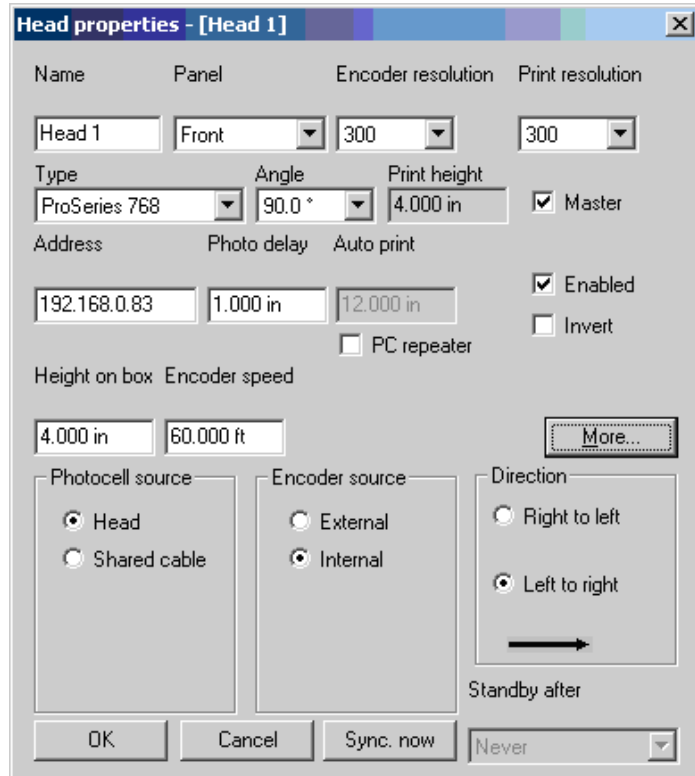 Head properties - [Head 1]
Name Panel Encoder resolution Print resolution
Head 1 Front 300 300
Type Angle Print height
ProSeries 768 90.0 ° 4.000 in Master
Address Photo delay Auto print
192.168.0.83 1.000 in 12.000 in Enabled
Invert
PC repeater
Height on box Encoder speed
4.000 in 60.000 ft More...
Photocell source Encoder source Direction
Head External Right to left
Shared cable Internal
Left to right
Standby after
OK Cancel Sync. now Never